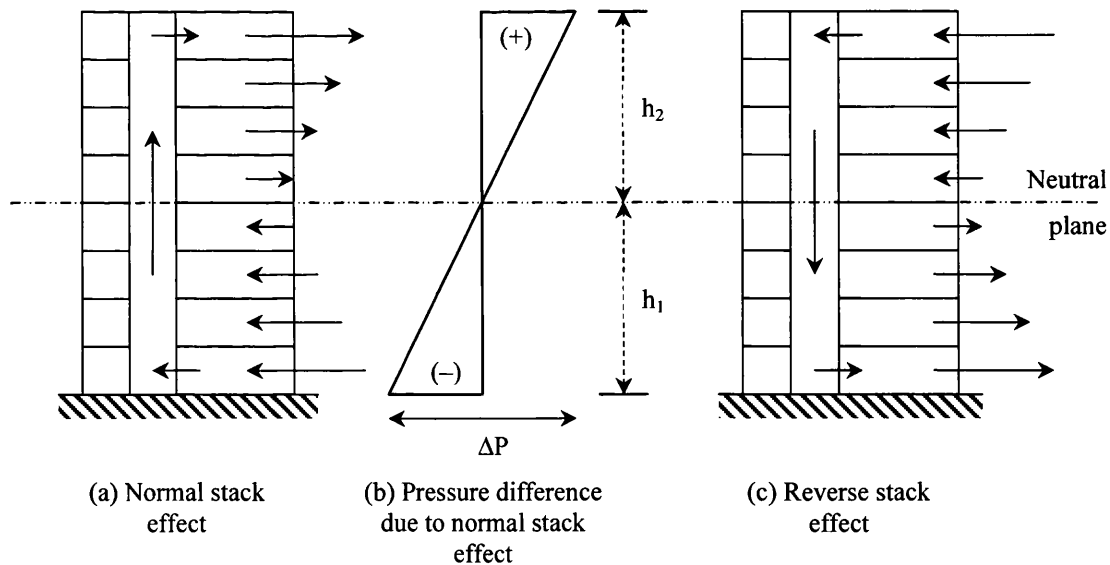 (+)
h₂
Neutral
plane
h₁
(–)
ΔP
(a) Normal stack
effect
(b) Pressure difference
due to normal stack
effect
(c) Reverse stack
effect